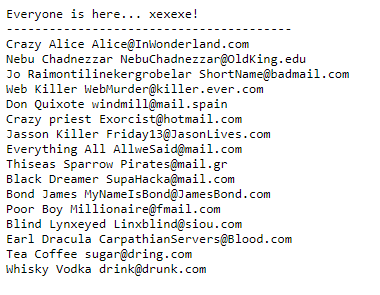 Everyone is here... xexexe!
--------------------------------------
Crazy Alice Alice@InWonderland.com
Nebu Chadnezzar NebuChadnezzar@OldKing.edu
Jo Raimontilinekergrobelar ShortName@badmail.com
Web Killer WebMurder@killer.ever.com
Don Quixote windmill@mail.spain
Crazy priest Exorcist@hotmail.com
Jasson Killer Friday13@JasonLives.com
Everything All AllweSaid@mail.com
Thiseas Sparrow Pirates@mail.gr
Black Dreamer SupaHacka@mail.com
Bond James MyNameIsBond@JamesBond.com
Poor Boy Millionaire@fmail.com
Blind Lynxeyed Linxblind@siou.com
Earl Dracula CarpathianServers@Blood.com
Tea Coffee sugar@dring.com
Whisky Vodka drink@drunk.com